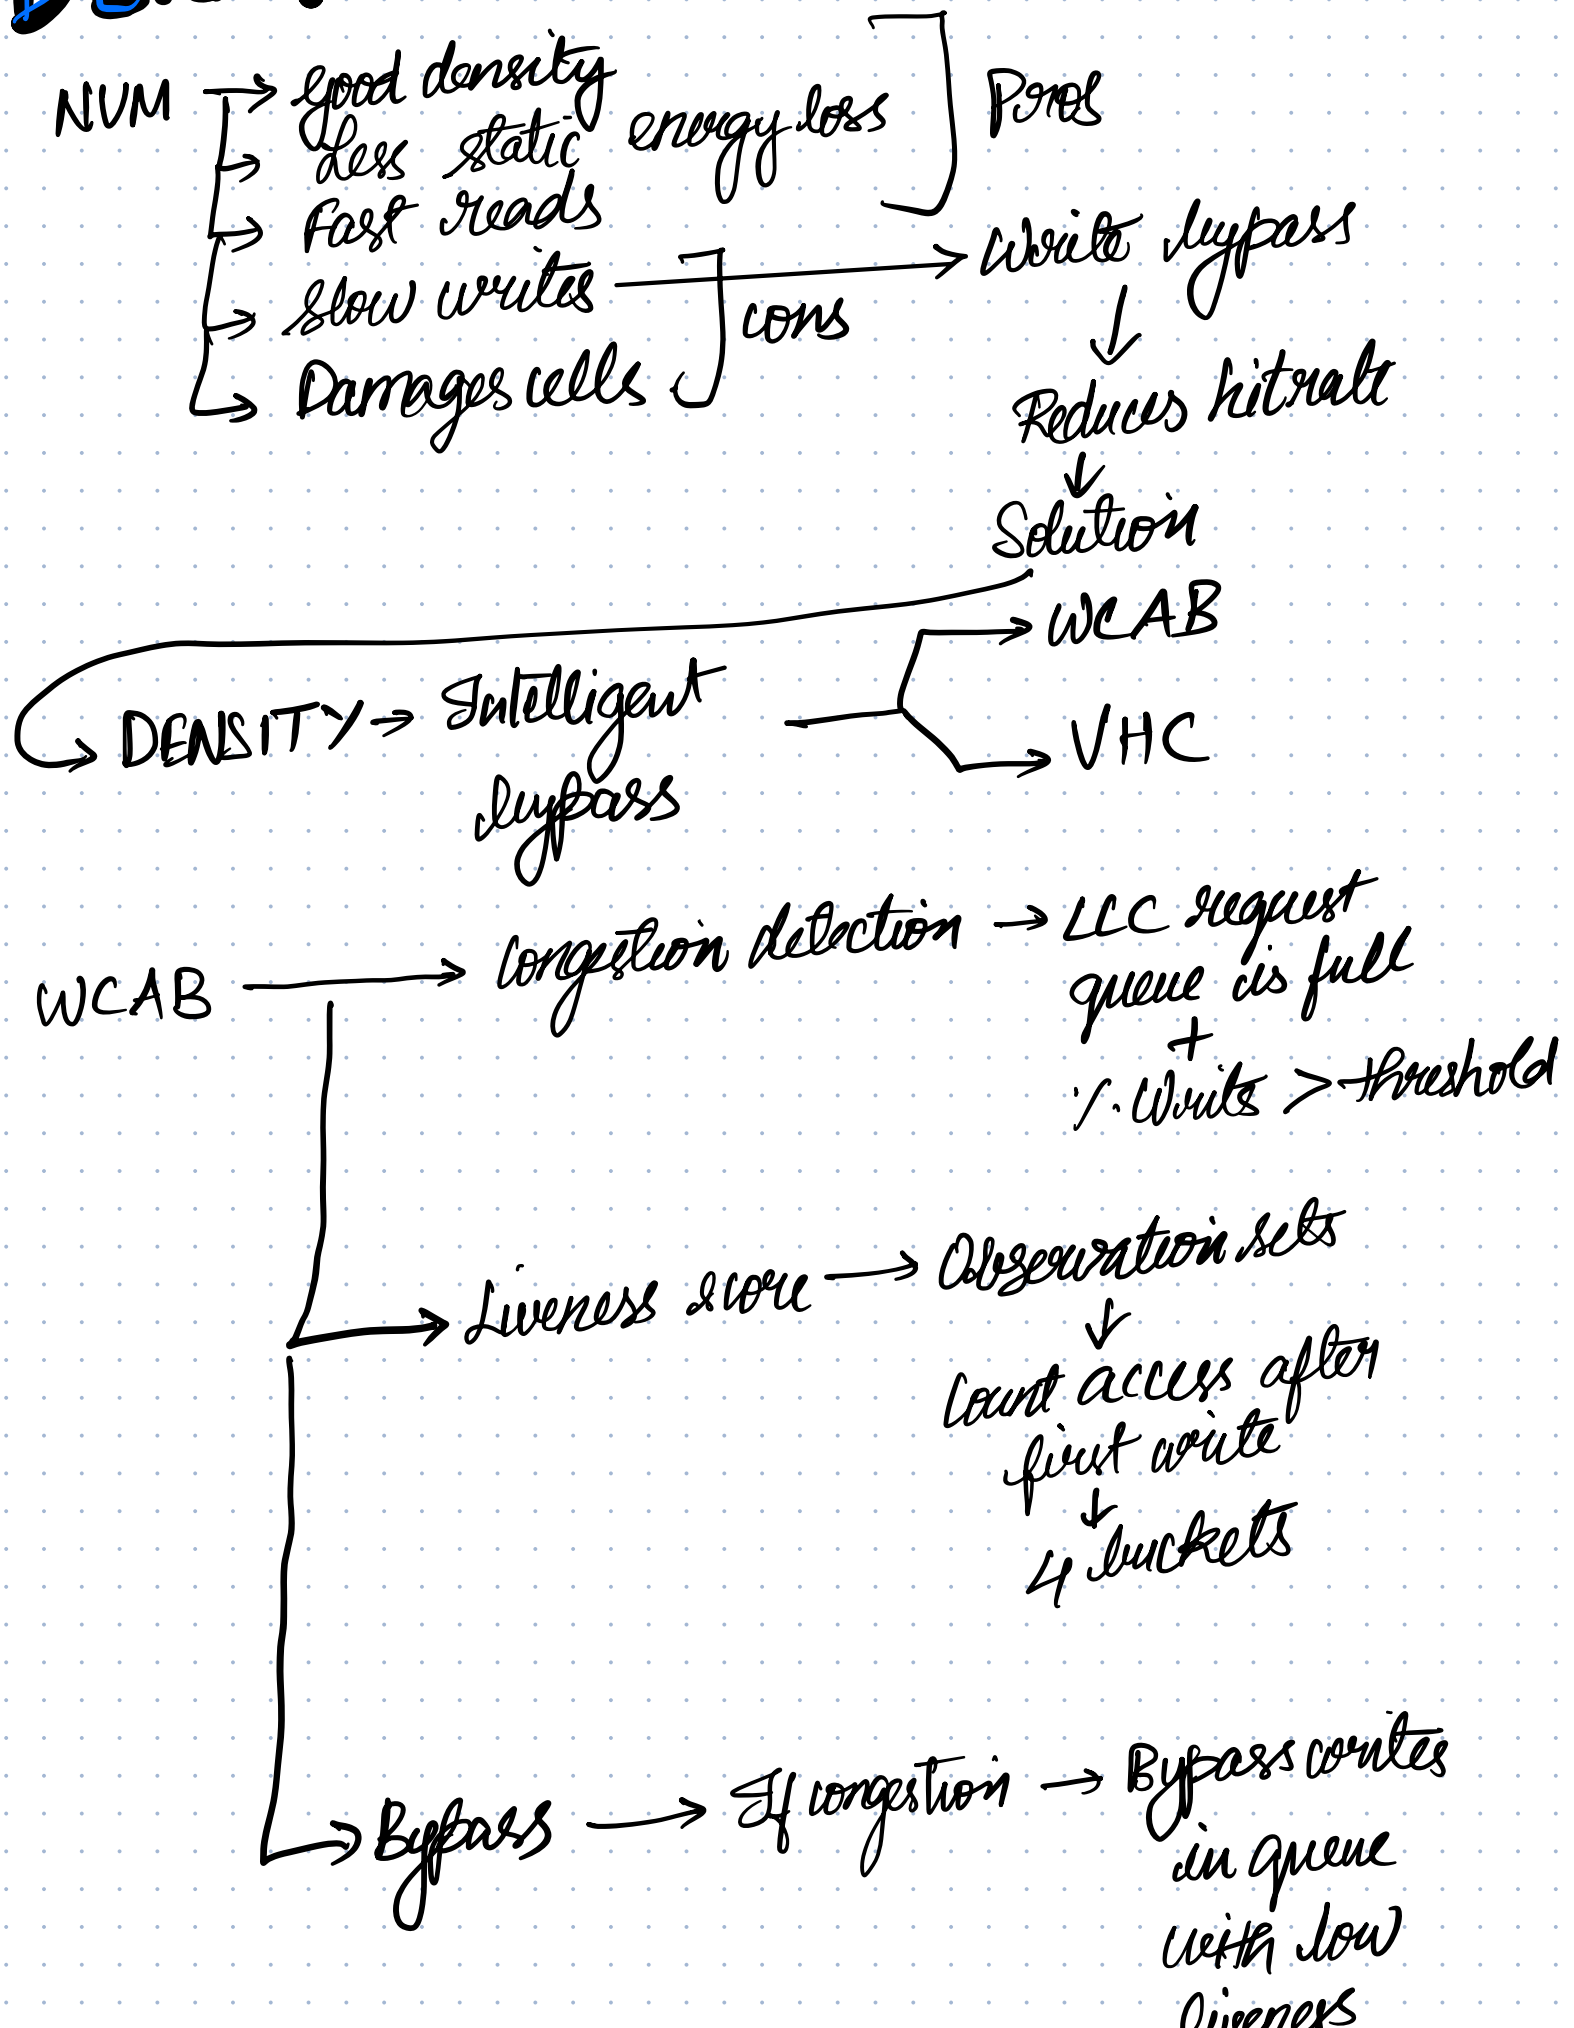 NVM → Good density
→ Less static energy loss
→ Fast reads
Pros
→ Slow writes → Write bypass
→ Damages cells
cons
↓
Reduces hitrate
↓
Solution
→ DENSITY → Intelligent
bypass
→ WCAB
→ VHC
WCAB → Congestion detection → LLC request
queue is full
+
% Writes > threshold
→ Liveness score → Observation sets
↓
Count access after
first write
↓
4 buckets
→ Bypass → If congestion → Bypass writes
in queue
with low
liveness